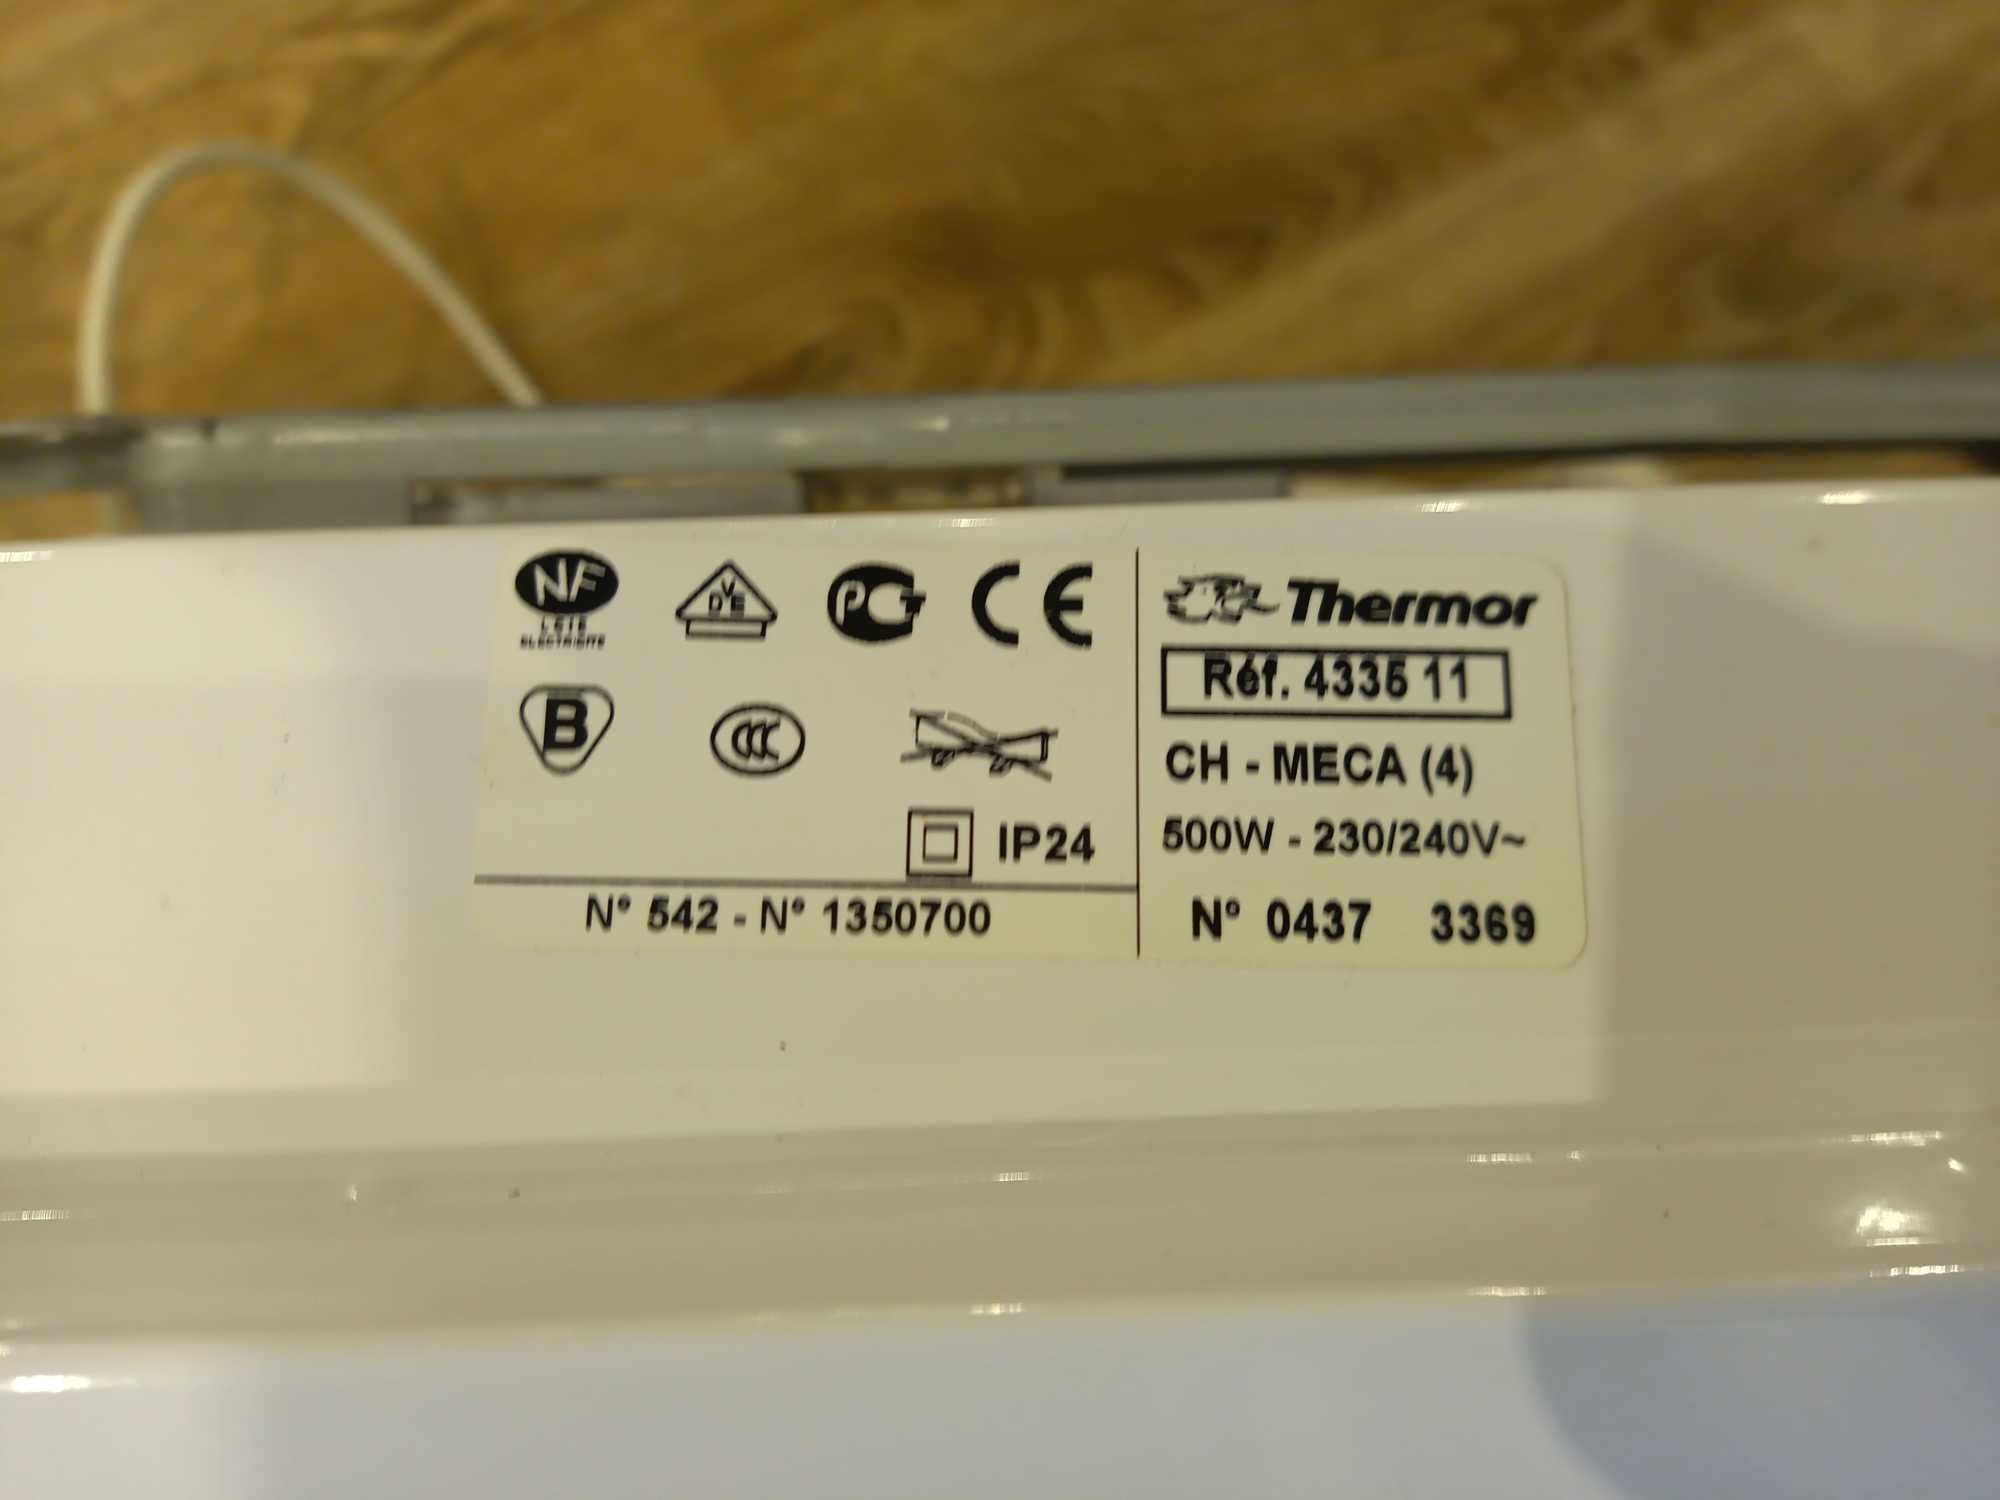 NF
LCIE
ELECTRICITE
VDE
PCT
CE
B
CCC
IP24
N° 542 - N° 1350700
Thermor
Réf. 4335 11
CH - MECA (4)
500W - 230/240V~
N° 0437 3369